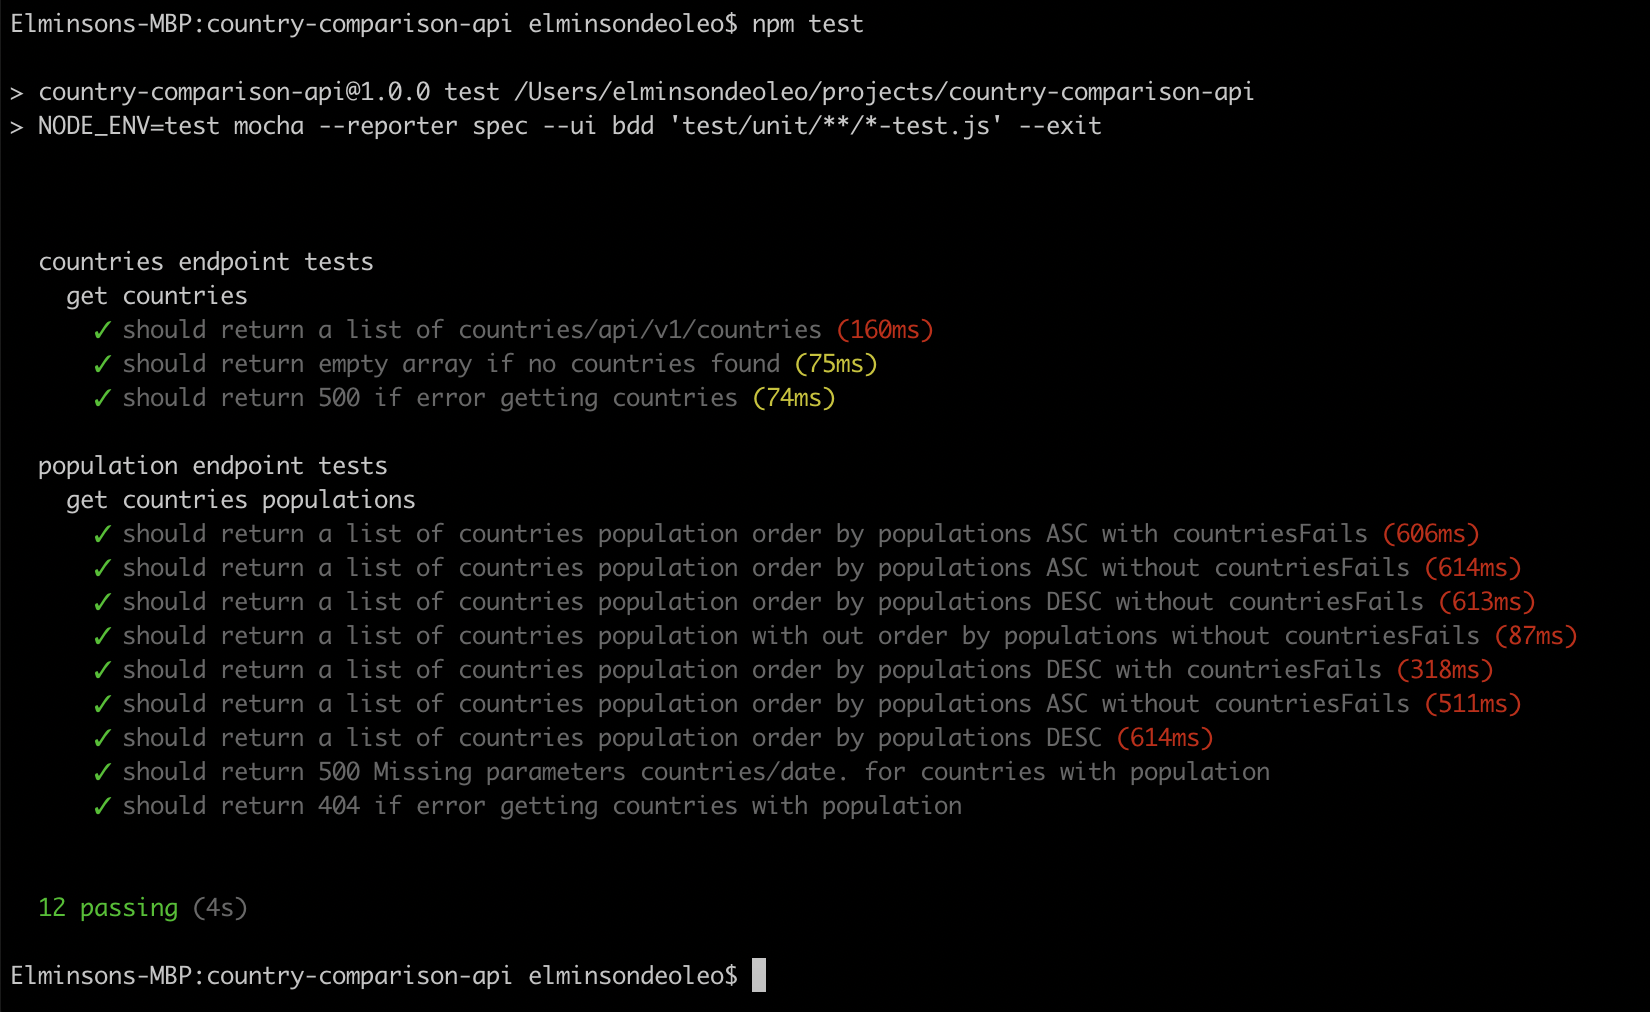 Elminsons-MBP:country-comparison-api elminsondeoleo$ npm test
> country-comparison-api@1.0.0 test /Users/elminsondeoleo/projects/country-comparison-api
> NODE_ENV=test mocha --reporter spec --ui bdd 'test/unit/**/*-test.js' --exit
countries endpoint tests
get countries
✓ should return a list of countries/api/v1/countries (160ms)
✓ should return empty array if no countries found (75ms)
✓ should return 500 if error getting countries (74ms)
population endpoint tests
get countries populations
✓ should return a list of countries population order by populations ASC with countriesFails (606ms)
✓ should return a list of countries population order by populations ASC without countriesFails (614ms)
✓ should return a list of countries population order by populations DESC without countriesFails (613ms)
✓ should return a list of countries population with out order by populations without countriesFails (87ms)
✓ should return a list of countries population order by populations DESC with countriesFails (318ms)
✓ should return a list of countries population order by populations ASC without countriesFails (511ms)
✓ should return a list of countries population order by populations DESC (614ms)
✓ should return 500 Missing parameters countries/date. for countries with population
✓ should return 404 if error getting countries with population
12 passing (4s)
Elminsons-MBP:country-comparison-api elminsondeoleo$